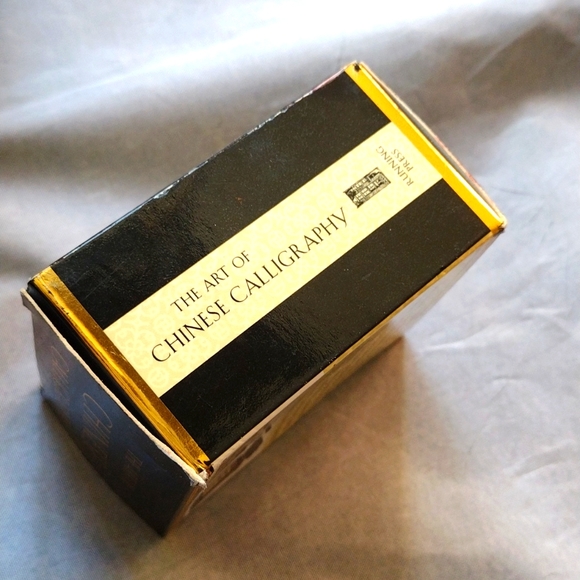 THE ART OF
CHINESE CALLIGRAPHY
RUNNING
PRESS